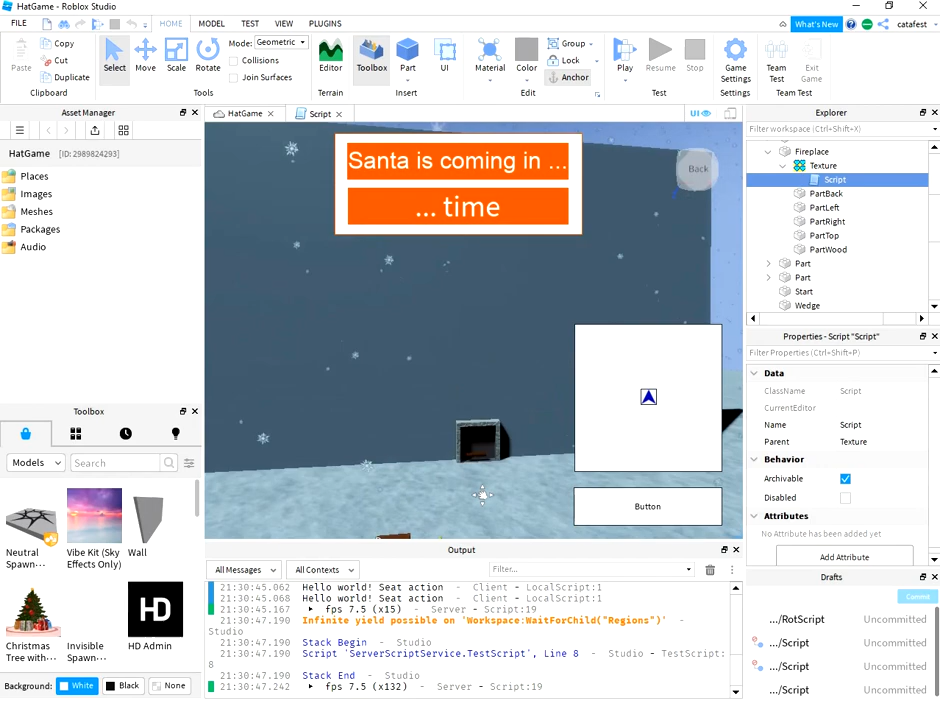 HatGame - Roblox Studio
FILE HOME MODEL TEST VIEW PLUGINS What's New catafest
Paste Copy Cut Duplicate Clipboard
Select Move Scale Rotate Mode: Geometric Collisions Join Surfaces Tools
Editor Terrain
Toolbox Part UI Insert
Material Color Group Lock Anchor Edit
Play Resume Stop Test
Game Settings Settings
Team Test Exit Game Team Test
Asset Manager
HatGame [ID: 2989824293]
Places
Images
Meshes
Packages
Audio
Toolbox
Models Search
Neutral Spawn...
Vibe Kit (Sky Effects Only)
Wall
Christmas Tree with...
Invisible Spawn...
HD
HD Admin
Background: White Black None
HatGame Script UI
Santa is coming in ...
... time
Back
Button
Output
All Messages All Contexts Filter...
21:30:45.062 Hello world! Seat action - Client - LocalScript:1
21:30:45.068 Hello world! Seat action - Client - LocalScript:1
21:30:45.167 fps 7.5 (x15) - Server - Script:19
21:30:47.190 Infinite yield possible on 'Workspace:WaitForChild("Regions")' -
Studio
21:30:47.190 Stack Begin - Studio
21:30:47.190 Script 'ServerScriptService.TestScript', Line 8 - Studio - TestScript:
8
21:30:47.190 Stack End - Studio
21:30:47.242 fps 7.5 (x132) - Server - Script:19
Explorer
Filter workspace (Ctrl+Shift+X)
Fireplace
Texture
Script
PartBack
PartLeft
PartRight
PartTop
PartWood
Part
Part
Start
Wedge
Properties - Script "Script"
Filter Properties (Ctrl+Shift+P)
Data
ClassName Script
CurrentEditor
Name Script
Parent Texture
Behavior
Archivable
Disabled
Attributes
No Attribute has been added yet
Add Attribute
Drafts
Commit
.../RotScript Uncommitted
.../Script Uncommitted
.../Script Uncommitted
.../Script Uncommitted